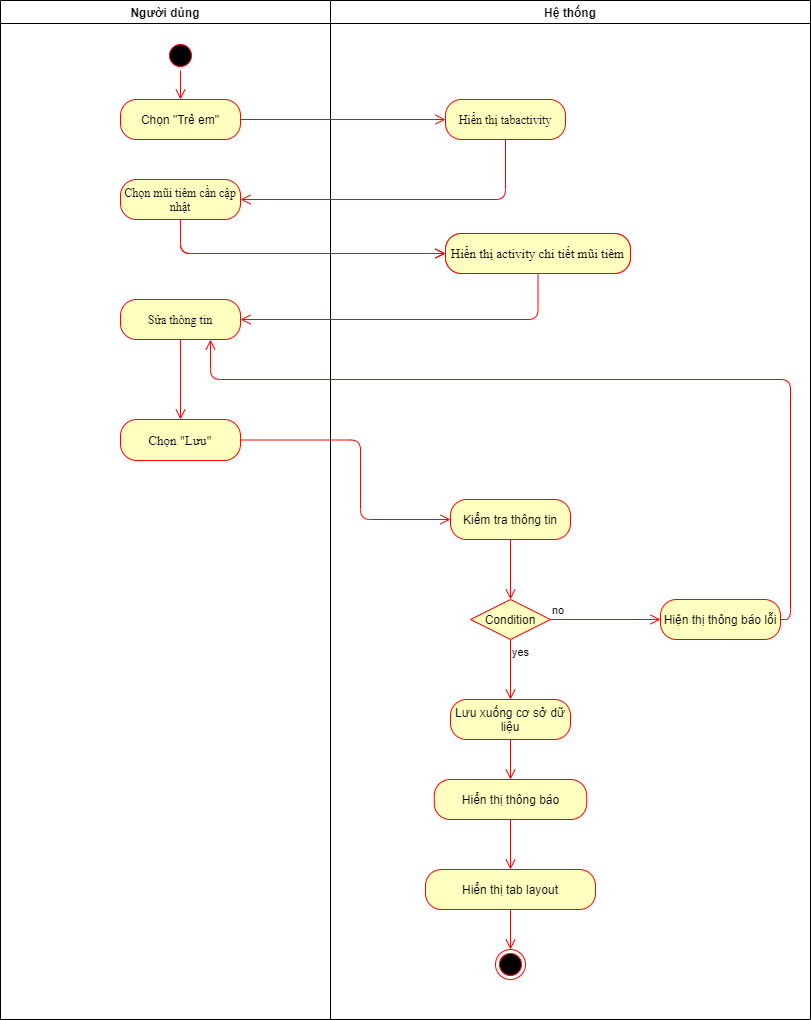 Người dùng
Hệ thống
Chọn "Trẻ em"
Hiển thị tabactivity
Chọn mũi tiêm cần cập
nhật
Hiển thị activity chi tiết mũi tiêm
Sửa thông tin
Chọn "Lưu"
Kiểm tra thông tin
Condition
no
Hiện thị thông báo lỗi
yes
Lưu xuống cơ sở dữ
liệu
Hiển thị thông báo
Hiển thị tab layout